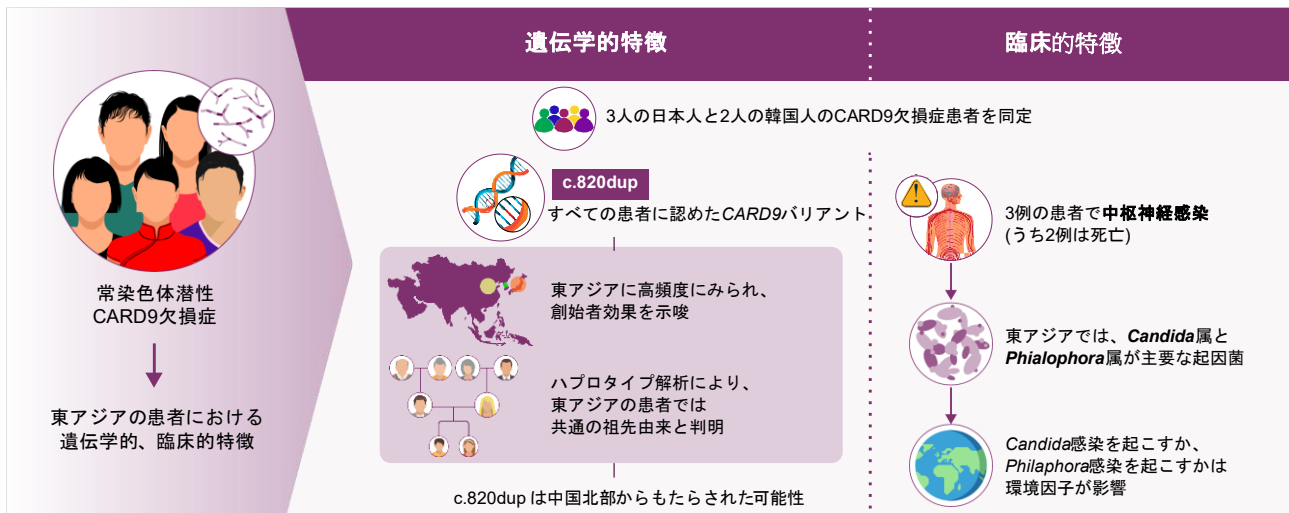 遺伝学的特徴
臨床的特徴
常染色体潜性
CARD9欠損症
東アジアの患者における
遺伝学的、臨床的特徴
3人の日本人と2人の韓国人のCARD9欠損症患者を同定
c.820dup
すべての患者に認めたCARD9バリアント
東アジアに高頻度にみられ、
創始者効果を示唆
ハプロタイプ解析により、
東アジアの患者では
共通の祖先由来と判明
c.820dup は中国北部からもたらされた可能性
3例の患者で中枢神経感染
(うち2例は死亡)
東アジアでは、Candida属と
Phialophora属が主要な起因菌
Candida感染を起こすか、
Philaphora感染を起こすかは
環境因子が影響